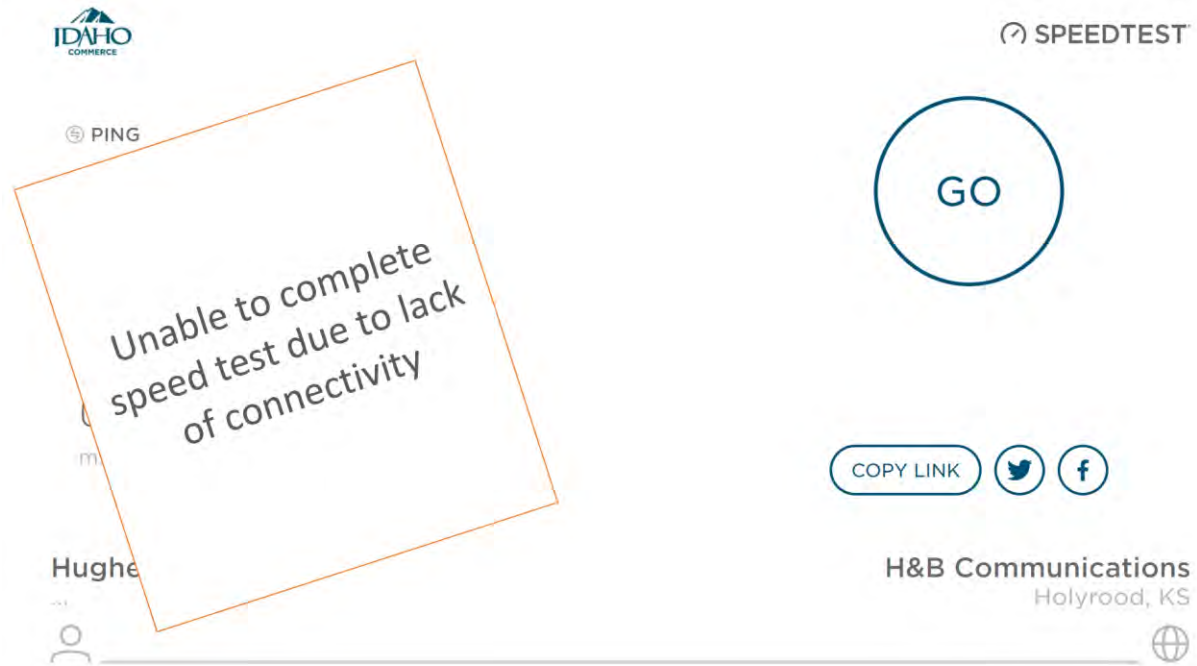 IDAHO
COMMERCE
SPEEDTEST
PING
GO
Unable to complete
speed test due to lack
of connectivity
COPY LINK
H&B Communications
Holyrood, KS